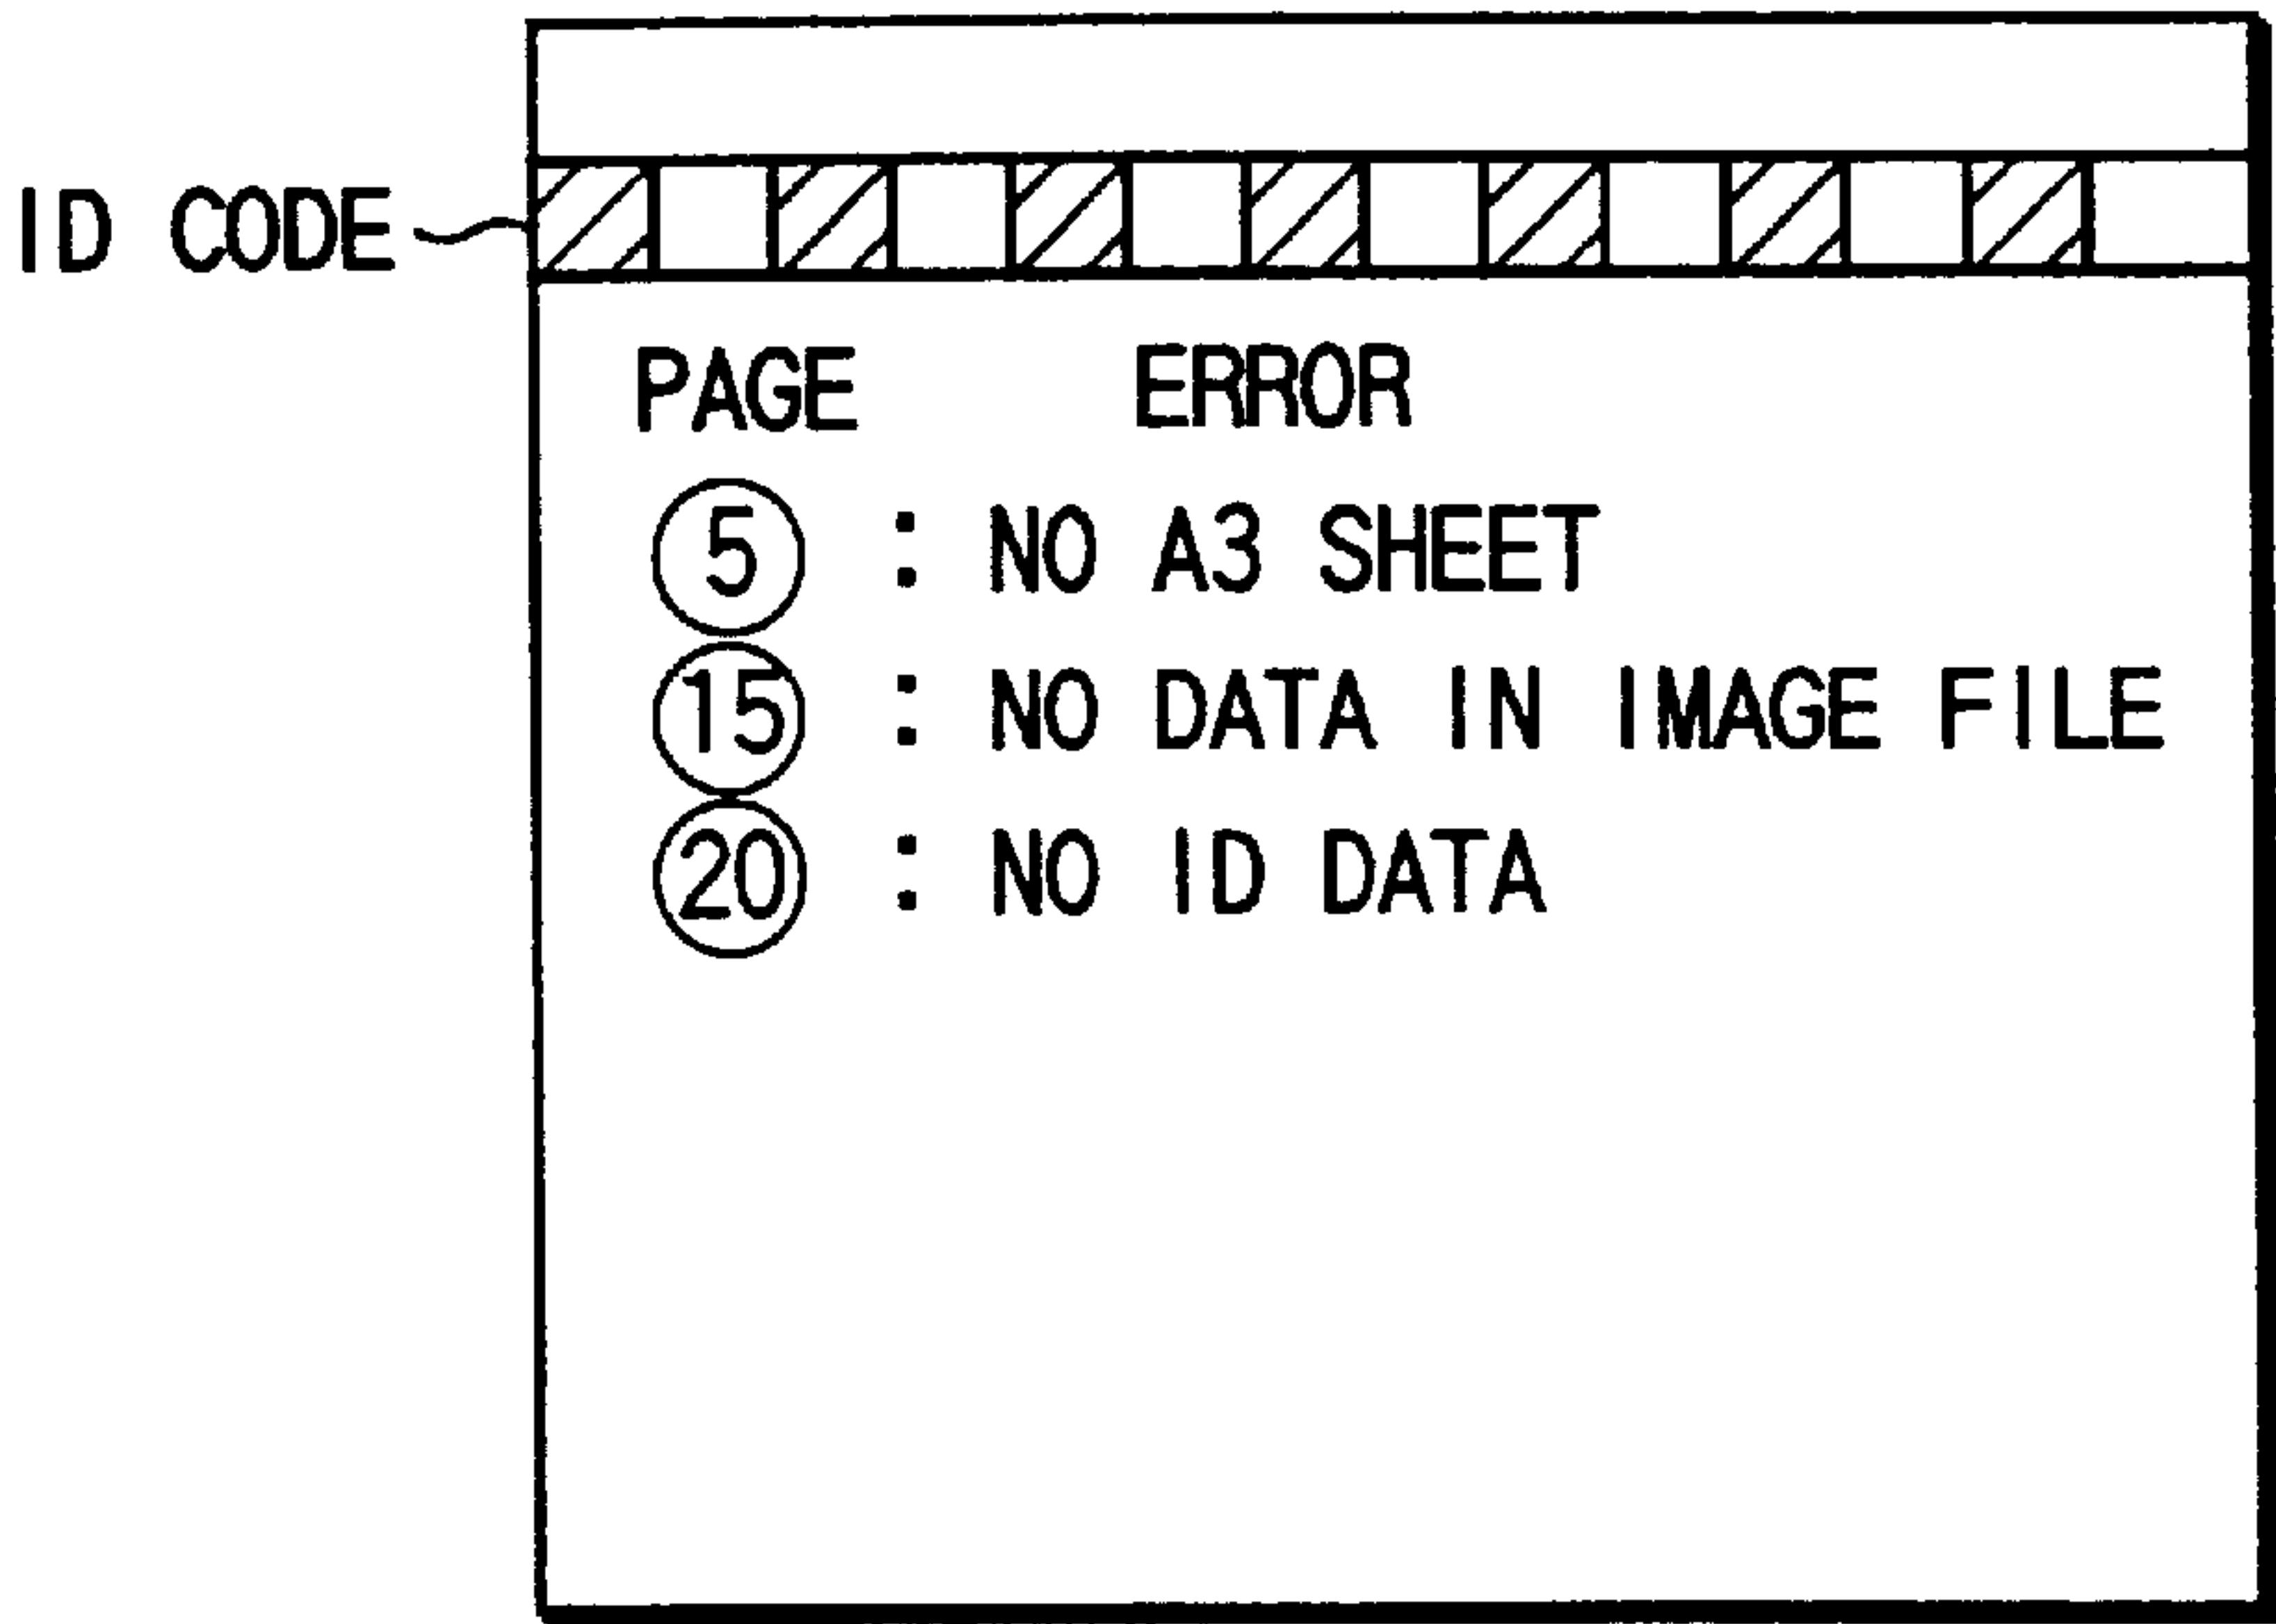 ID CODE
PAGE ERROR
5 : NO A3 SHEET
15 : NO DATA IN IMAGE FILE
20 : NO ID DATA